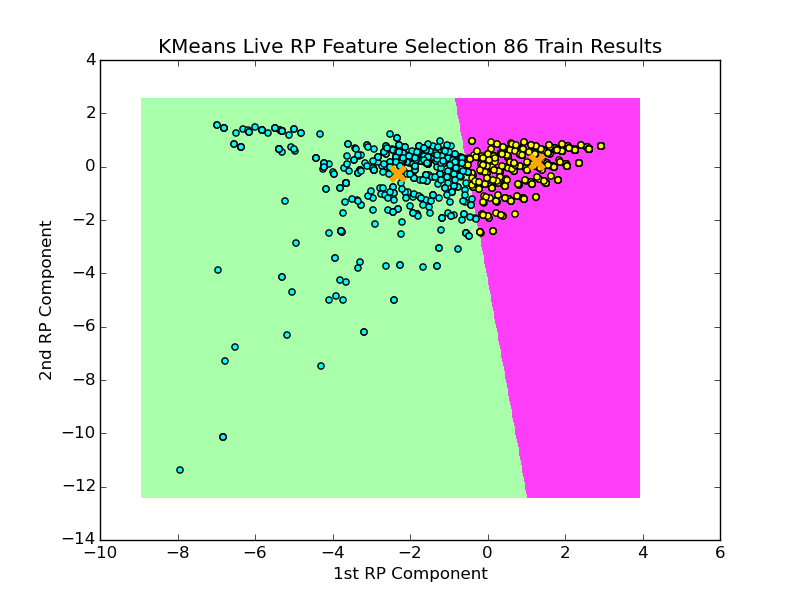 KMeans Live RP Feature Selection 86 Train Results
4
2
0
−2
−4
−6
−8
−10
−12
−14
2nd RP Component
−10 −8 −6 −4 −2 0 2 4 6
1st RP Component